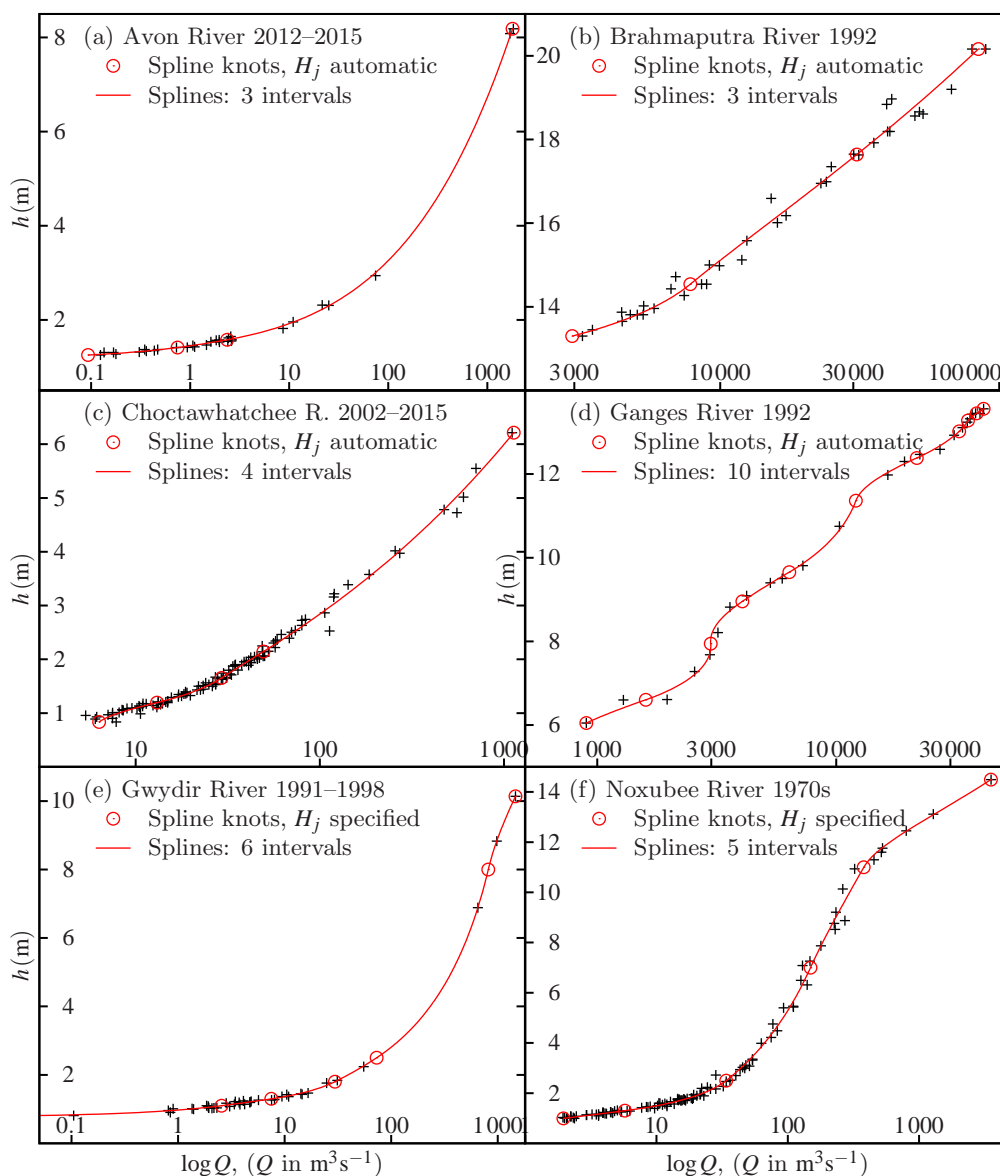 (a) Avon River 2012–2015
Spline knots, H_j automatic
Splines: 3 intervals
8
6
4
2
h(m)
0.1 1 10 100 1000
(b) Brahmaputra River 1992
Spline knots, H_j automatic
Splines: 3 intervals
20
18
16
14
h(m)
3000 10000 30000 100000
(c) Choctawhatchee R. 2002–2015
Spline knots, H_j automatic
Splines: 4 intervals
6
5
4
3
2
1
h(m)
10 100 1000
(d) Ganges River 1992
Spline knots, H_j automatic
Splines: 10 intervals
12
10
8
6
h(m)
1000 3000 10000 30000
(e) Gwydir River 1991–1998
Spline knots, H_j specified
Splines: 6 intervals
10
8
6
4
2
h(m)
0.1 1 10 100 1000
log Q, (Q in m³s⁻¹)
(f) Noxubee River 1970s
Spline knots, H_j specified
Splines: 5 intervals
14
12
10
8
6
4
2
10 100 1000
log Q, (Q in m³s⁻¹)